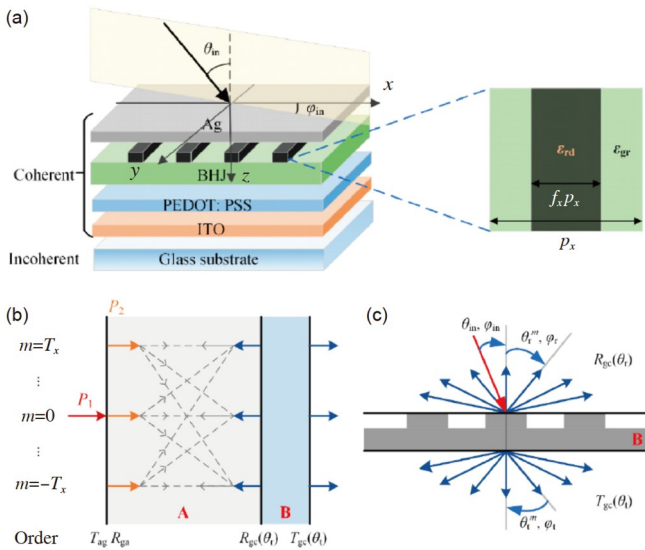 (a)
θin
x
φin
Ag
Coherent
y
BHJ
z
PEDOT: PSS
ITO
Incoherent
Glass substrate
εrd
εgr
fxpx
px
(b)
P2
m=Tx
⋮
P1
m=0
⋮
m=−Tx
A
B
Order
Tag Rga
Rgc(θt)
Tgc(θt)
(c)
θin, φin
θrᵐ, φr
Rgc(θr)
B
θtᵐ, φt
Tgc(θt)